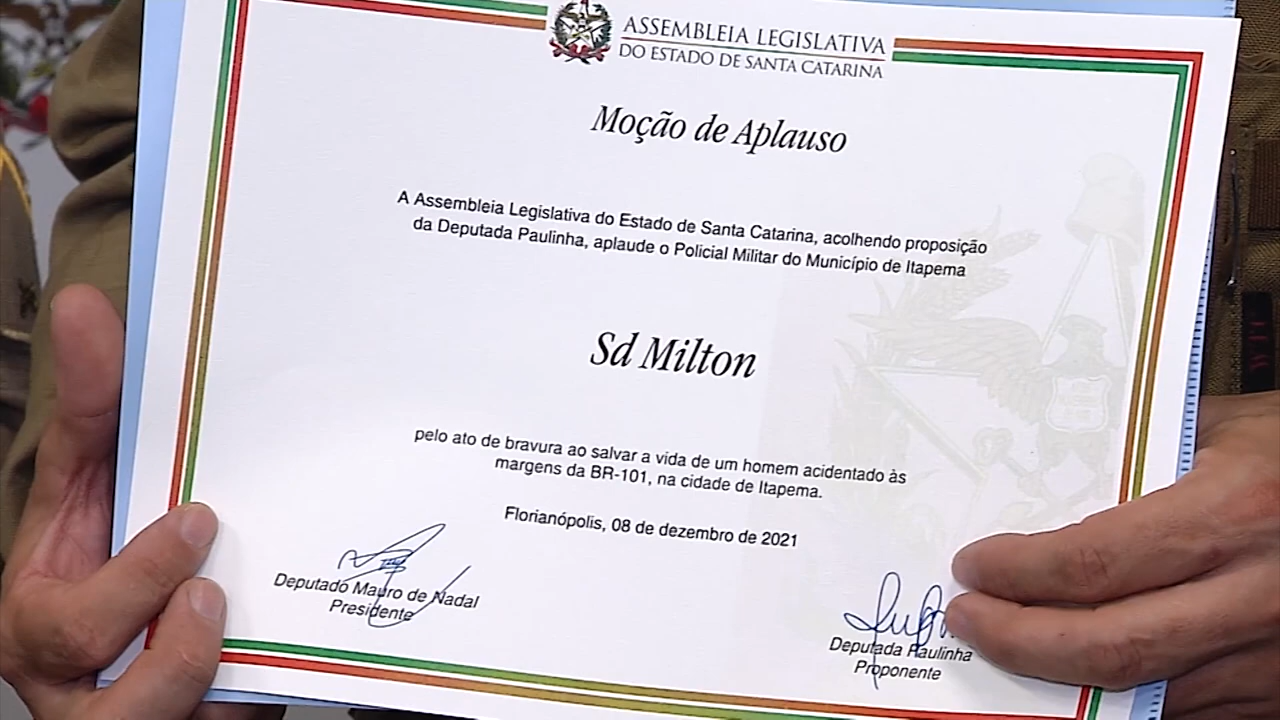 ASSEMBLEIA LEGISLATIVA
DO ESTADO DE SANTA CATARINA
Moção de Aplauso
A Assembleia Legislativa do Estado de Santa Catarina, acolhendo proposição
da Deputada Paulinha, aplaude o Policial Militar do Município de Itapema
Sd Milton
pelo ato de bravura ao salvar a vida de um homem acidentado às
margens da BR-101, na cidade de Itapema.
Florianópolis, 08 de dezembro de 2021
Deputado Mauro de Nadal
Presidente
Deputada Paulinha
Proponente